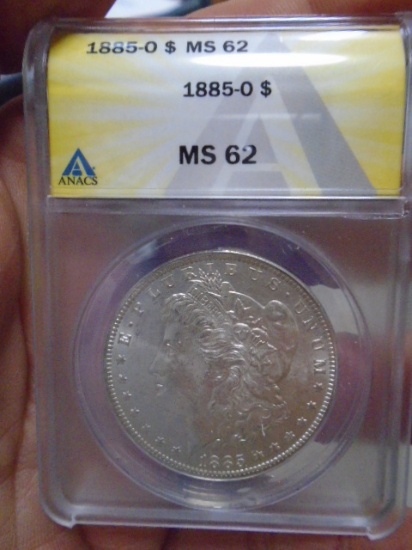 1885-O $ MS 62
1885-O $
MS 62
ANACS
E·PLURIBUS·UNUM
1885